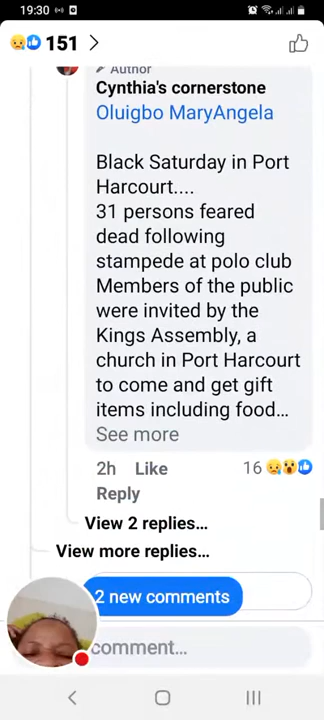 19:30
151
Author
Cynthia's cornerstone
Oluigbo MaryAngela
Black Saturday in Port
Harcourt....
31 persons feared
dead following
stampede at polo club
Members of the public
were invited by the
Kings Assembly, a
church in Port Harcourt
to come and get gift
items including food...
See more
2h Like 16
Reply
View 2 replies...
View more replies...
2 new comments
comment...